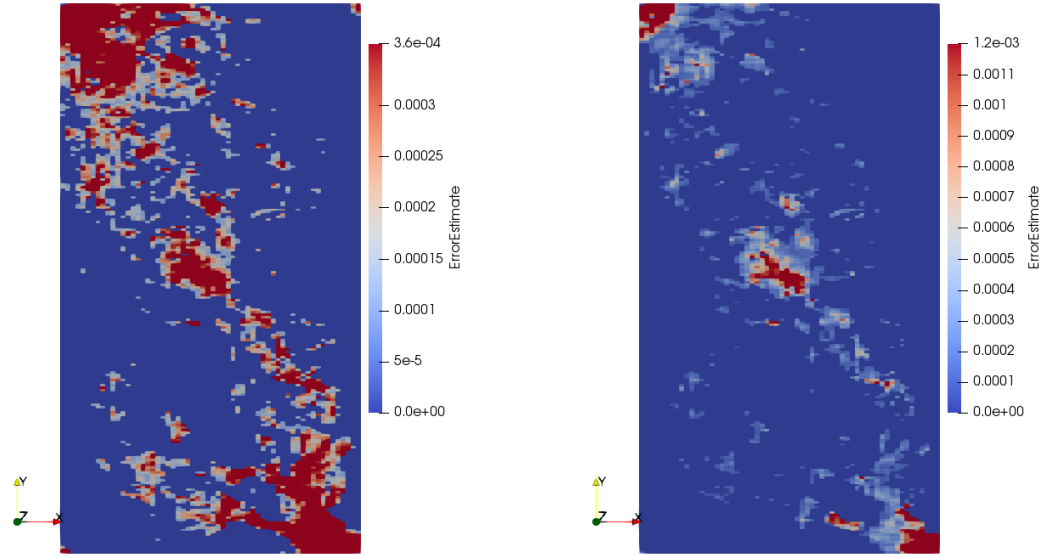 3.6e-04
0.0003
0.00025
0.0002
0.00015
0.0001
5e-5
0.0e+00
ErrorEstimate
Y
Z
X
1.2e-03
0.0011
0.001
0.0009
0.0008
0.0007
0.0006
0.0005
0.0004
0.0003
0.0002
0.0001
0.0e+00
ErrorEstimate
Y
Z
X